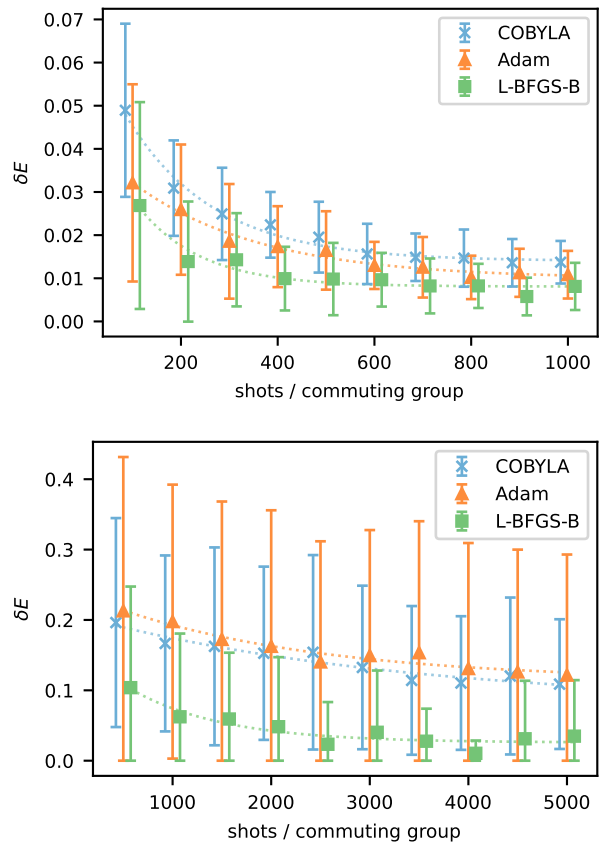 0.07
0.06
0.05
0.04
0.03
0.02
0.01
0.00
δE
COBYLA
Adam
L-BFGS-B
200 400 600 800 1000
shots / commuting group
0.4
0.3
0.2
0.1
0.0
δE
COBYLA
Adam
L-BFGS-B
1000 2000 3000 4000 5000
shots / commuting group